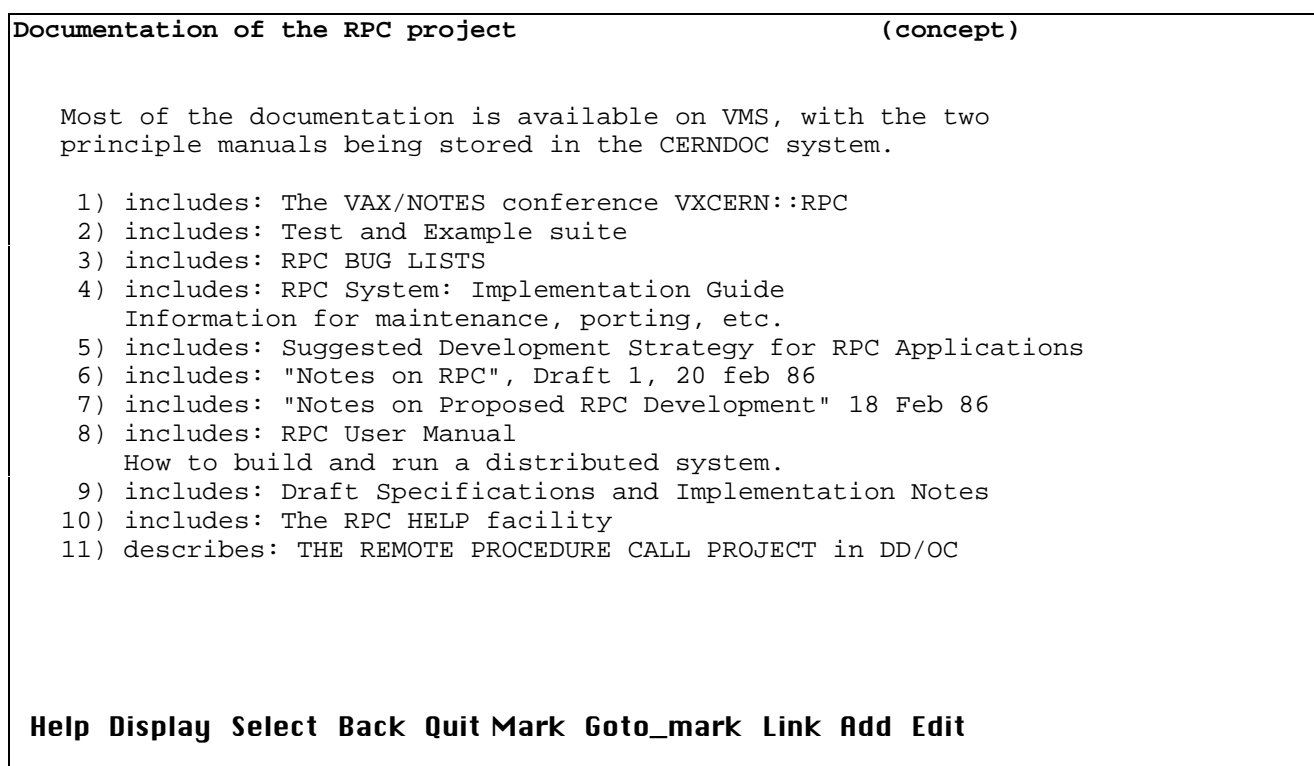 Documentation of the RPC project (concept)
Most of the documentation is available on VMS, with the two
principle manuals being stored in the CERNDOC system.
1) includes: The VAX/NOTES conference VXCERN::RPC
2) includes: Test and Example suite
3) includes: RPC BUG LISTS
4) includes: RPC System: Implementation Guide
Information for maintenance, porting, etc.
5) includes: Suggested Development Strategy for RPC Applications
6) includes: "Notes on RPC", Draft 1, 20 feb 86
7) includes: "Notes on Proposed RPC Development" 18 Feb 86
8) includes: RPC User Manual
How to build and run a distributed system.
9) includes: Draft Specifications and Implementation Notes
10) includes: The RPC HELP facility
11) describes: THE REMOTE PROCEDURE CALL PROJECT in DD/OC
Help Display Select Back Quit Mark Goto_mark Link Add Edit